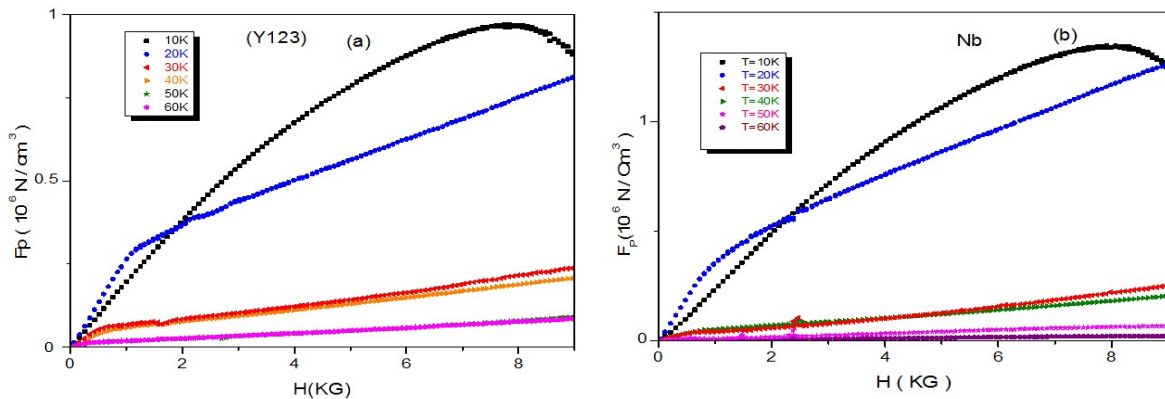 (Y123)
(a)
10K
20K
30K
40K
50K
60K
1
0.5
0
Fp ( 10⁶ N / cm³ )
0
2
4
6
8
H(KG)
Nb
(b)
T=10K
T=20K
T=30K
T=40K
T=50K
T=60K
1
0
F_P(10⁶ N / Cm³ )
0
2
4
6
8
H ( KG )